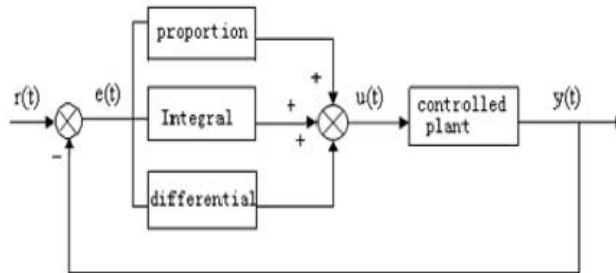 proportion
+
r(t)
e(t)
Integral
+
+
u(t)
controlled
plant
y(t)
−
differential